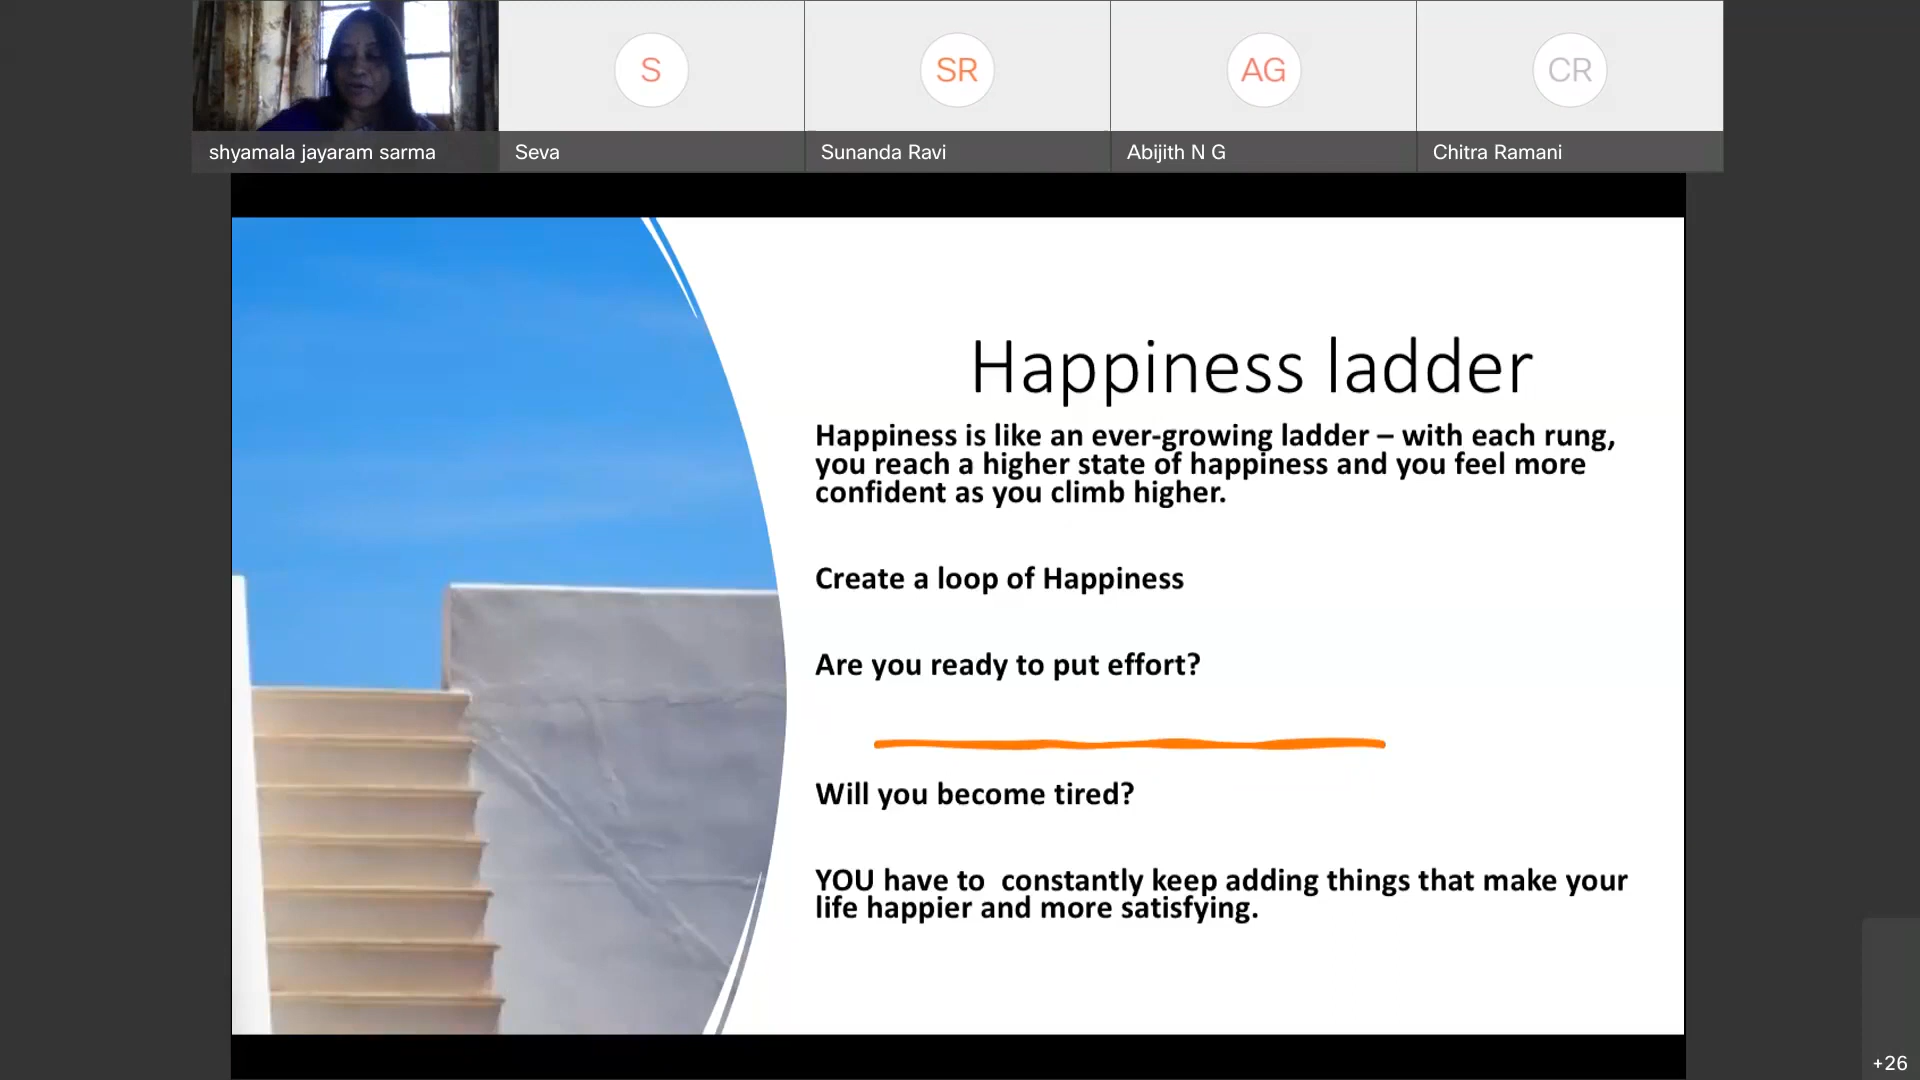 S
SR
AG
CR
shyamala jayaram sarma
Seva
Sunanda Ravi
Abijith N G
Chitra Ramani
Happiness ladder
Happiness is like an ever-growing ladder – with each rung,
you reach a higher state of happiness and you feel more
confident as you climb higher.
Create a loop of Happiness
Are you ready to put effort?
Will you become tired?
YOU have to  constantly keep adding things that make your
life happier and more satisfying.
+26